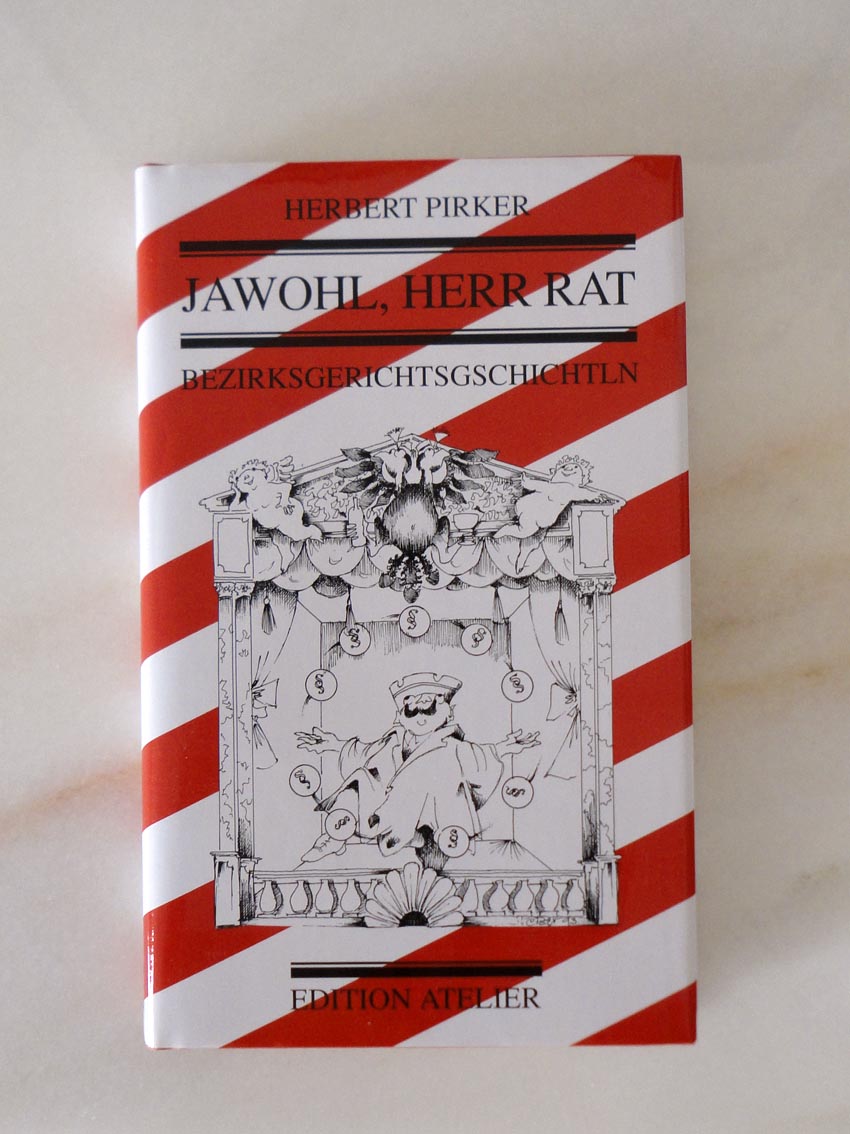 HERBERT PIRKER
JAWOHL, HERR RAT
BEZIRKSGERICHTSGSCHICHTLN
§
§
§
§
§
§
§
§
§
EDITION ATELIER